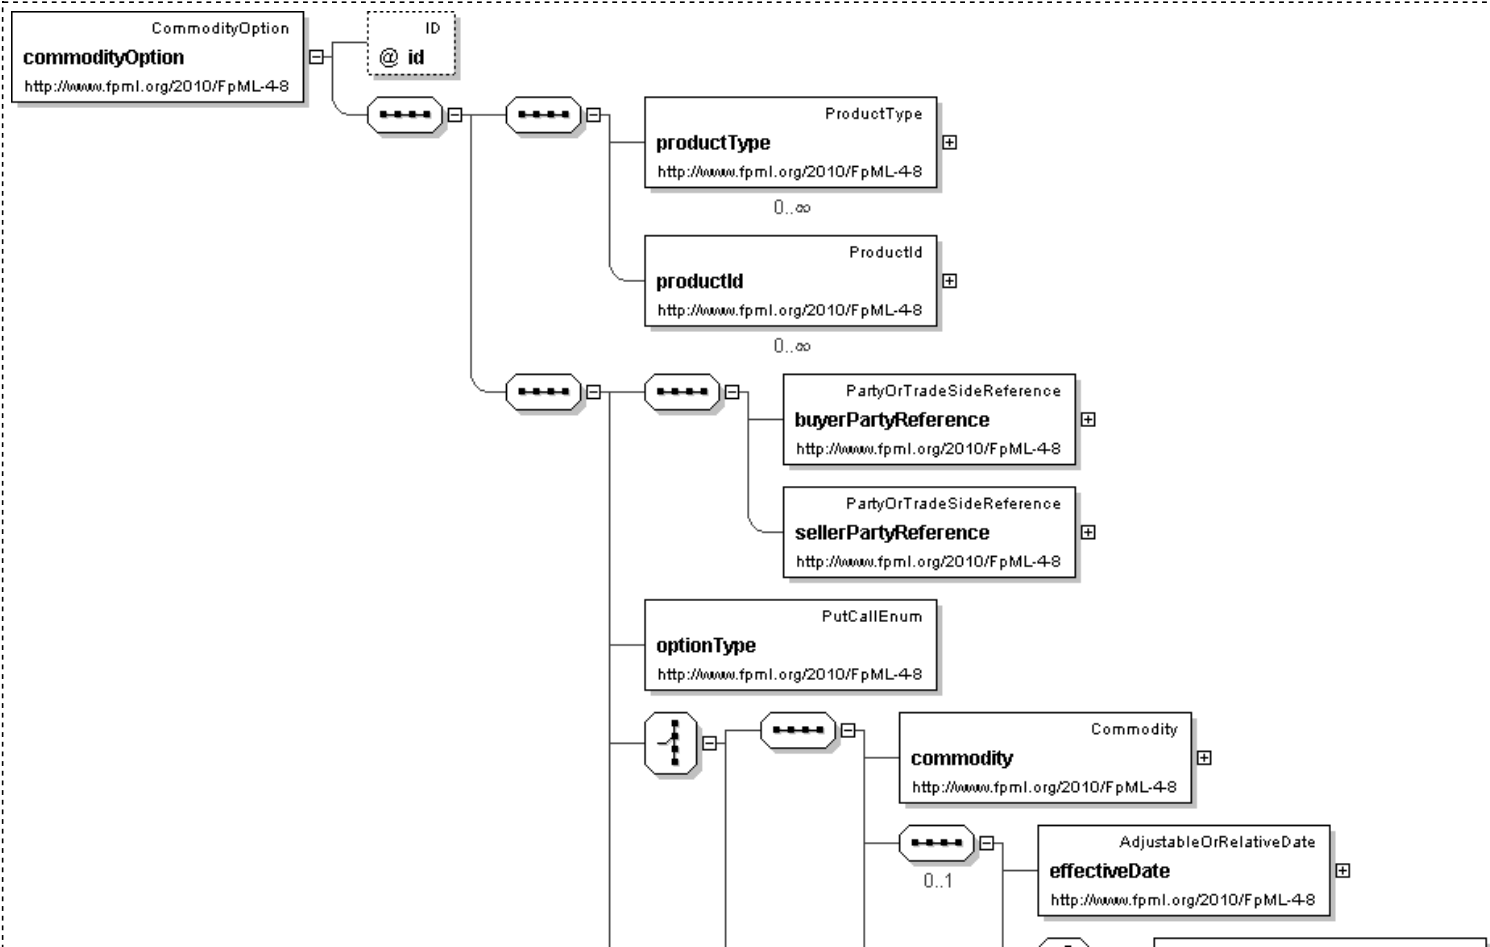 CommodityOption
commodityOption
http://www.fpml.org/2010/FpML-4-8
ID
@ id
ProductType
productType
http://www.fpml.org/2010/FpML-4-8
0..∞
ProductId
productId
http://www.fpml.org/2010/FpML-4-8
0..∞
PartyOrTradeSideReference
buyerPartyReference
http://www.fpml.org/2010/FpML-4-8
PartyOrTradeSideReference
sellerPartyReference
http://www.fpml.org/2010/FpML-4-8
PutCallEnum
optionType
http://www.fpml.org/2010/FpML-4-8
Commodity
commodity
http://www.fpml.org/2010/FpML-4-8
0..1
AdjustableOrRelativeDate
effectiveDate
http://www.fpml.org/2010/FpML-4-8